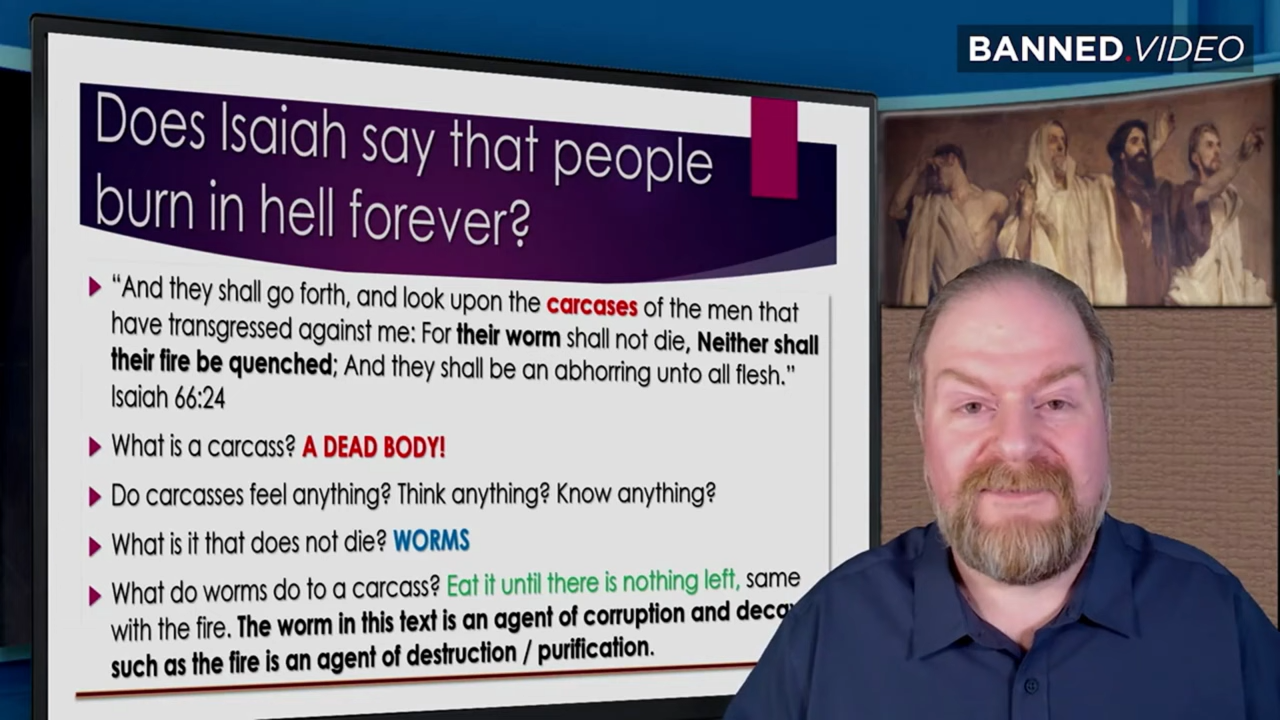 BANNED.VIDEO
Does Isaiah say that people
burn in hell forever?
“And they shall go forth, and look upon the carcases of the men that
have transgressed against me: For their worm shall not die, Neither shall
their fire be quenched; And they shall be an abhorring unto all flesh.”
Isaiah 66:24
What is a carcass? A DEAD BODY!
Do carcasses feel anything? Think anything? Know anything?
What is it that does not die? WORMS
What do worms do to a carcass? Eat it until there is nothing left, same
with the fire. The worm in this text is an agent of corruption and
such as the fire is an agent of destruction / purification.